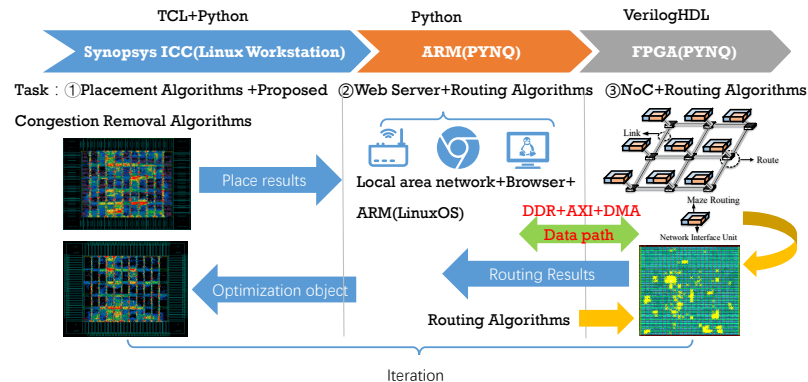 TCL+Python
Python
VerilogHDL
Synopsys ICC(Linux Workstation)
ARM(PYNQ)
FPGA(PYNQ)
Task：①Placement Algorithms +Proposed
Congestion Removal Algorithms
②Web Server+Routing Algorithms
③NoC+Routing Algorithms
Link
Route
Place results
Local area network+Browser+
ARM(LinuxOS)
Maze Routing
Network Interface Unit
DDR+AXI+DMA
Data path
Routing Results
Optimization object
Routing Algorithms
Iteration